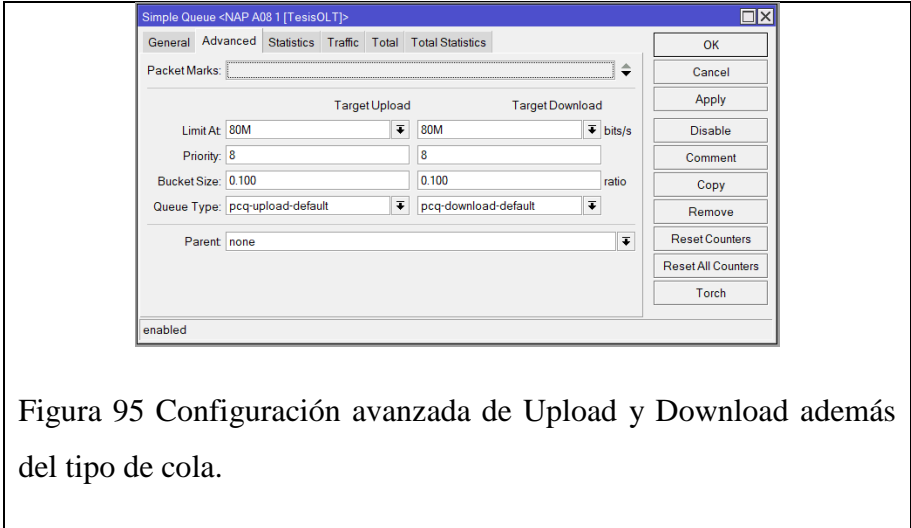 Simple Queue <NAP A08 1 [TesisOLT]>
General Advanced Statistics Traffic Total Total Statistics
Packet Marks:
Target Upload Target Download
Limit At: 80M 80M bits/s
Priority: 8 8
Bucket Size: 0.100 0.100 ratio
Queue Type: pcq-upload-default pcq-download-default
Parent: none
OK
Cancel
Apply
Disable
Comment
Copy
Remove
Reset Counters
Reset All Counters
Torch
enabled
Figura 95 Configuración avanzada de Upload y Download además
del tipo de cola.